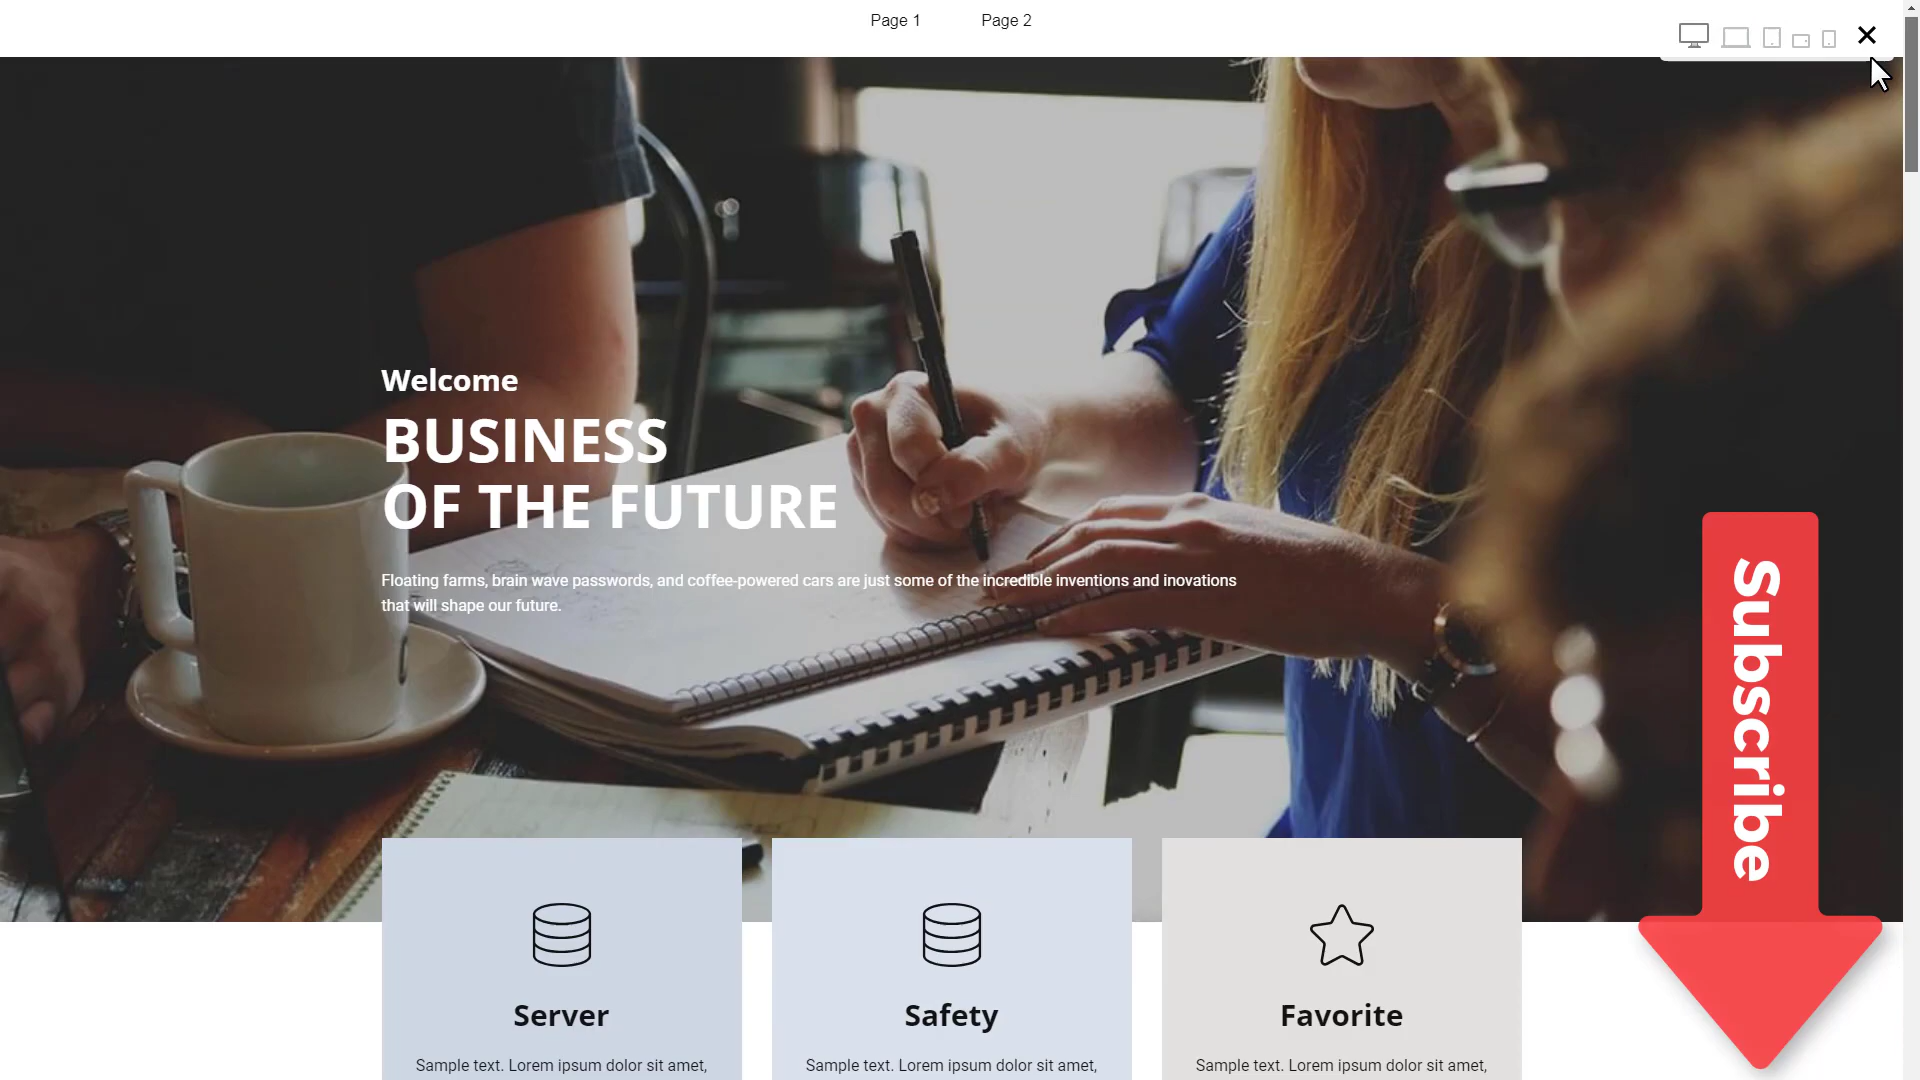 Page 1
Page 2
Welcome
BUSINESS
OF THE FUTURE
Floating farms, brain wave passwords, and coffee-powered cars are just some of the incredible inventions and inovations
that will shape our future.
Subscribe
Server
Safety
Favorite
Sample text. Lorem ipsum dolor sit amet,
Sample text. Lorem ipsum dolor sit amet,
Sample text. Lorem ipsum dolor sit amet,